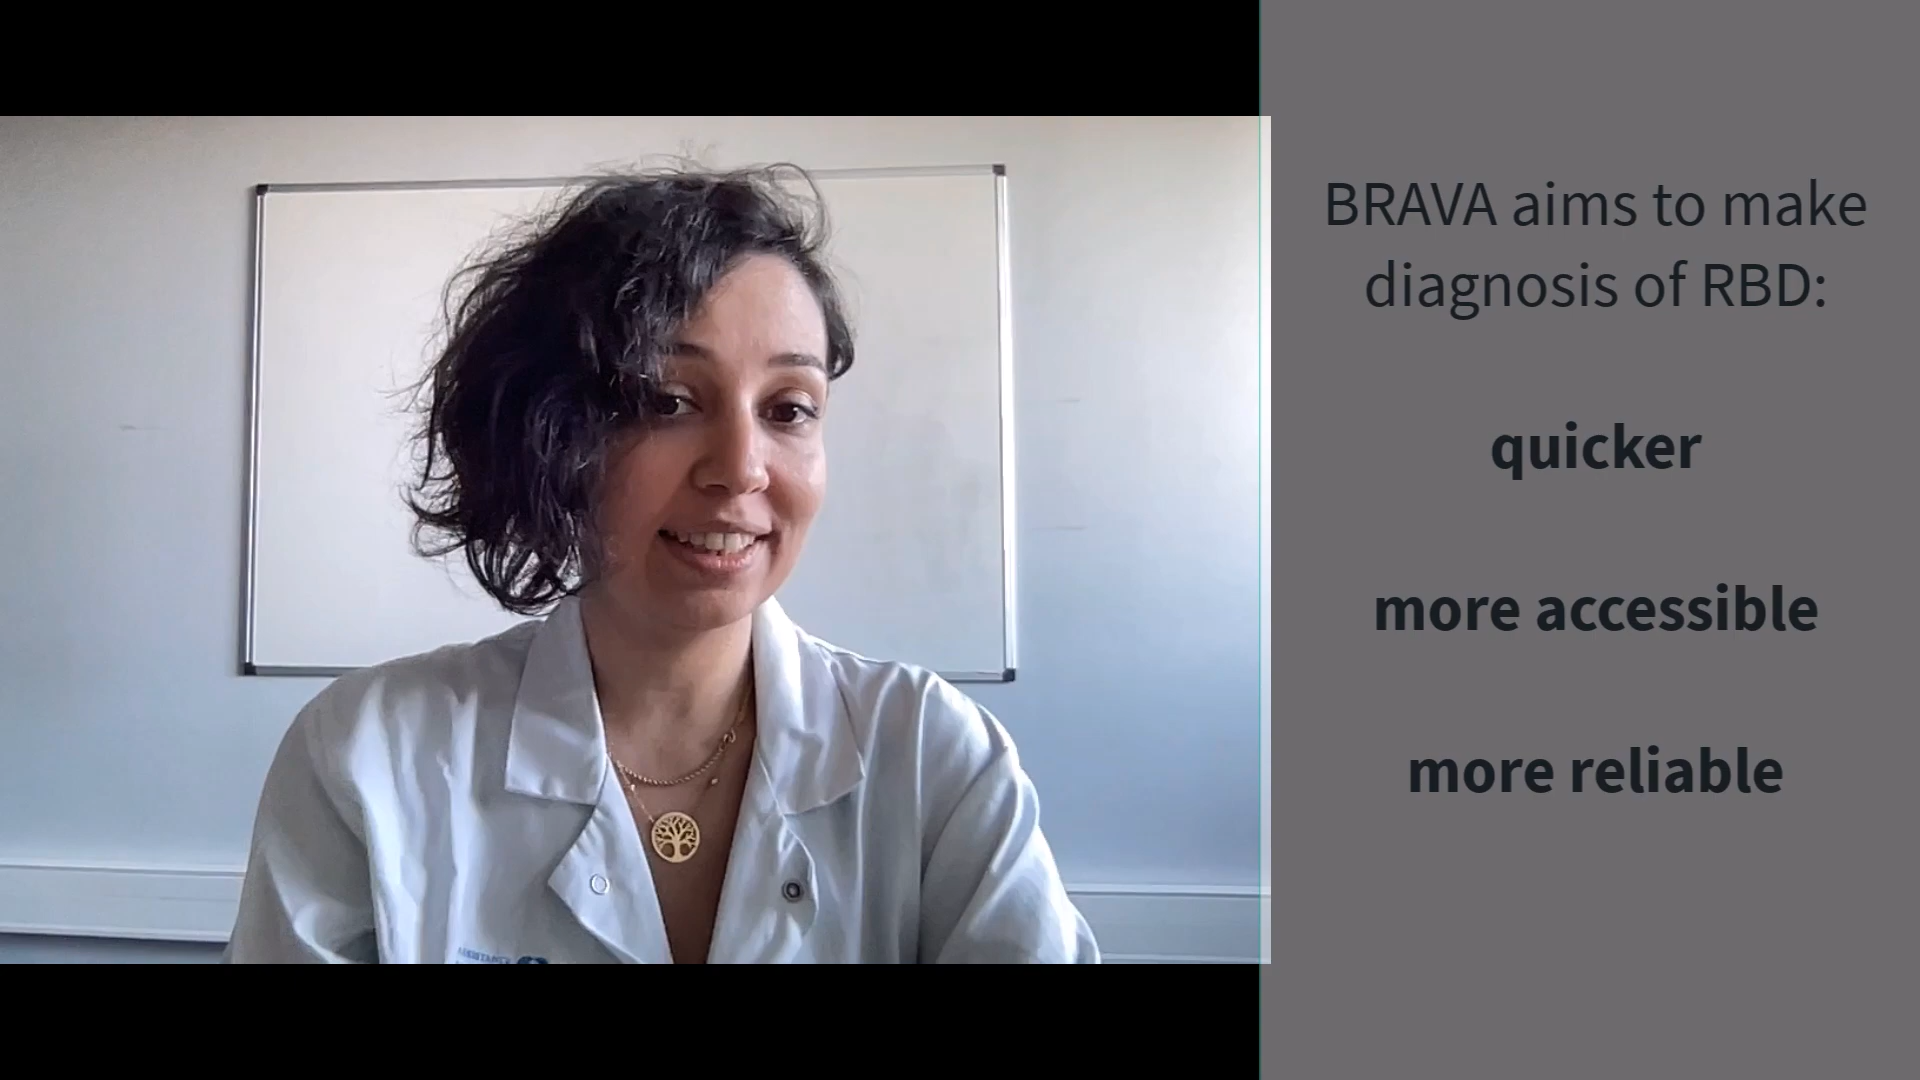 BRAVA aims to make
diagnosis of RBD:
quicker
more accessible
more reliable